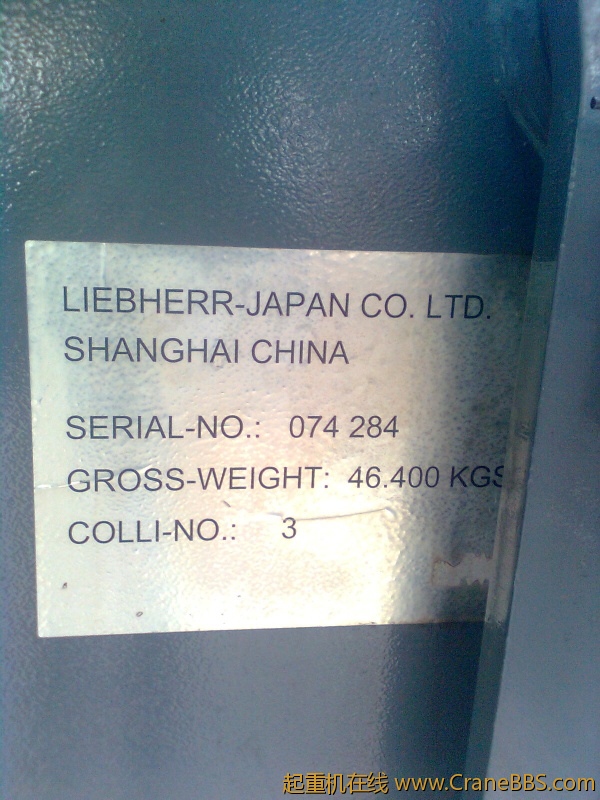 LIEBHERR-JAPAN CO. LTD.
SHANGHAI CHINA
SERIAL-NO.: 074 284
GROSS-WEIGHT: 46.400 KGS
COLLI-NO.: 3
起重机在线 www.CraneBBS.com